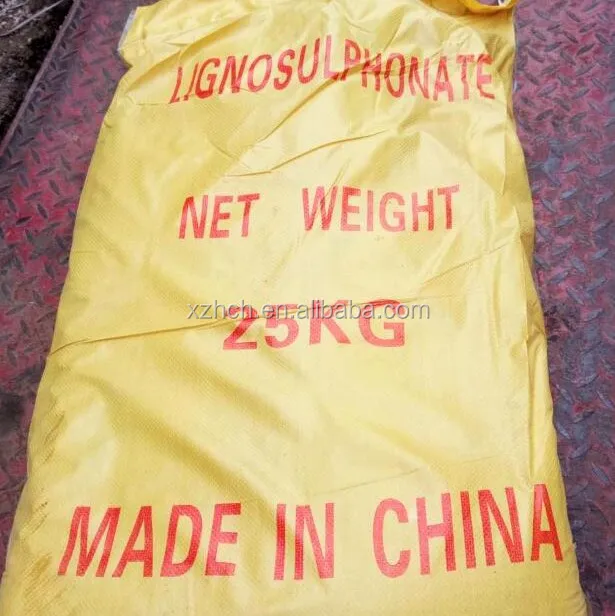 LIGNOSULPHONATE
NET WEIGHT
xzhch.en.alibaba.com
25KG
MADE IN CHINA